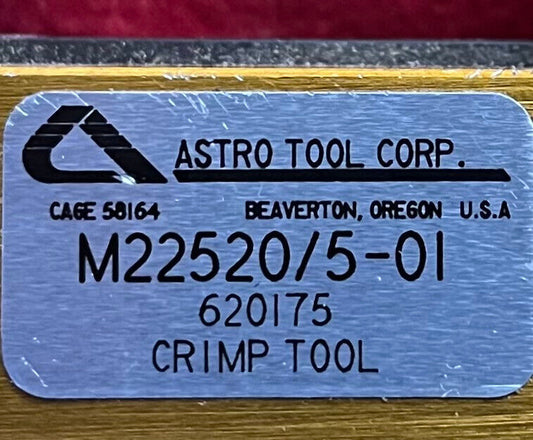 ASTRO TOOL CORP.
CAGE 58164 BEAVERTON, OREGON U.S.A
M22520/5-01
620175
CRIMP TOOL